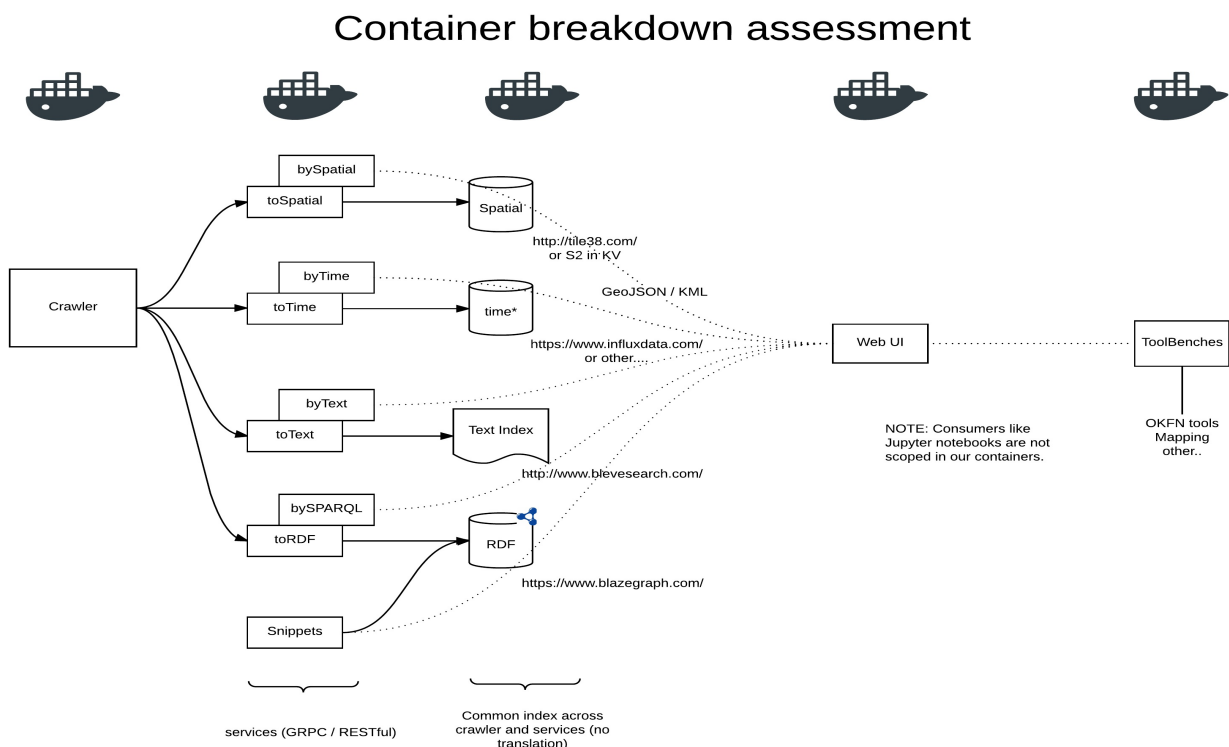 Container breakdown assessment
bySpatial
toSpatial
Spatial
http://tile38.com/
or S2 in KV
GeoJSON / KML
byTime
toTime
time*
Crawler
https://www.influxdata.com/
or other....
Web UI
ToolBenches
byText
toText
Text Index
http://www.blevesearch.com/
NOTE: Consumers like
Jupyter notebooks are not
scoped in our containers.
OKFN tools
Mapping
other..
bySPARQL
toRDF
RDF
https://www.blazegraph.com/
Snippets
services (GRPC / RESTful)
Common index across
crawler and services (no
translation)